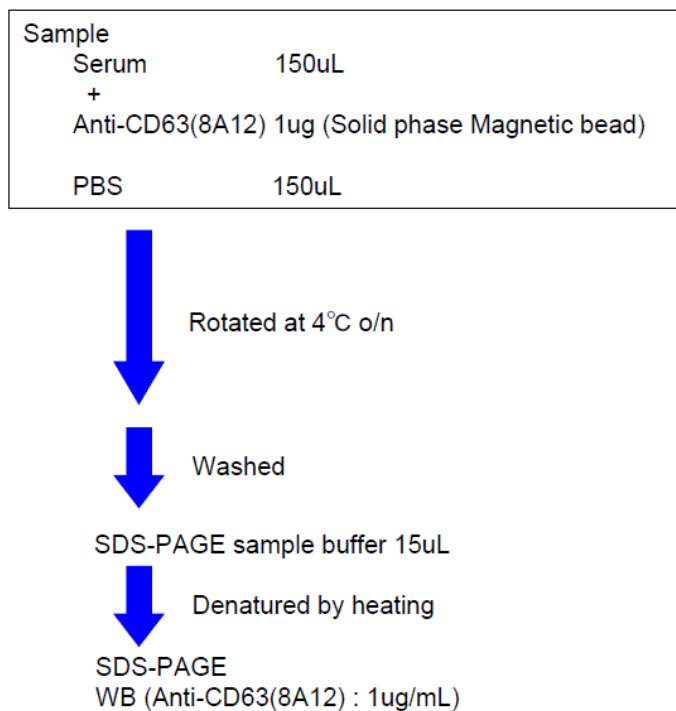 Sample
Serum 150uL
+
Anti-CD63(8A12) 1ug (Solid phase Magnetic bead)
PBS 150uL
Rotated at 4℃ o/n
Washed
SDS-PAGE sample buffer 15uL
Denatured by heating
SDS-PAGE
WB (Anti-CD63(8A12) : 1ug/mL)